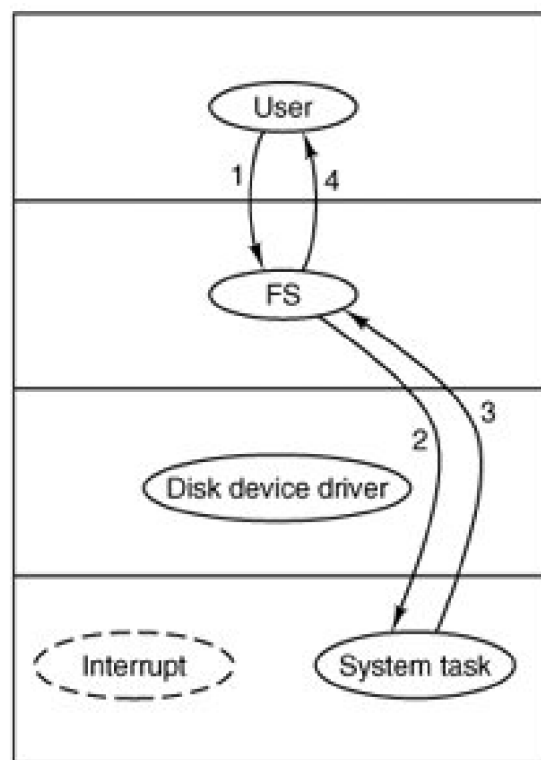 User
1
4
FS
3
2
Disk device driver
Interrupt
System task